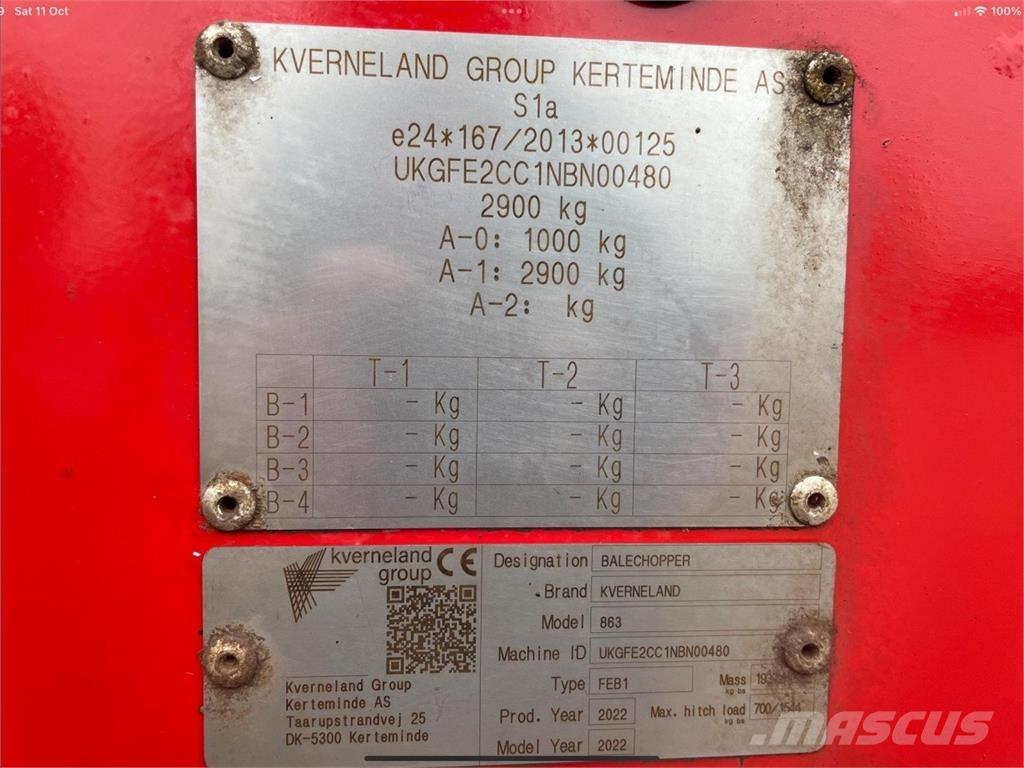 Sat 11 Oct
100%
KVERNELAND GROUP KERTEMINDE AS
S1a
e24*167/2013*00125
UKGFE2CC1NBN00480
2900 kg
A-0: 1000 kg
A-1: 2900 kg
A-2: kg
T-1 T-2 T-3
B-1 - Kg - Kg - Kg
B-2 - Kg - Kg - Kg
B-3 - Kg - Kg - Kg
B-4 - Kg - Kg - Kg
kverneland group CE
Kverneland Group
Kerteminde AS
Taarupstrandvej 25
DK-5300 Kerteminde
Designation BALECHOPPER
Brand KVERNELAND
Model 863
Machine ID UKGFE2CC1NBN00480
Type FEB1 Mass kg
Prod. Year 2022 Max. hitch load 700/1544
Model Year 2022
MASCUS